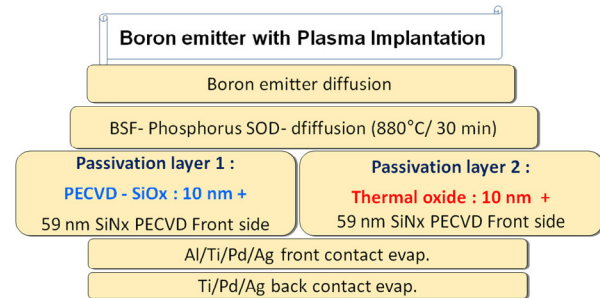 Boron emitter with Plasma Implantation
Boron emitter diffusion
BSF- Phosphorus SOD- dfiffusion (880°C/ 30 min)
Passivation layer 1 :
PECVD - SiOx : 10 nm +
59 nm SiNx PECVD Front side
Passivation layer 2 :
Thermal oxide : 10 nm +
59 nm SiNx PECVD Front side
Al/Ti/Pd/Ag front contact evap.
Ti/Pd/Ag back contact evap.